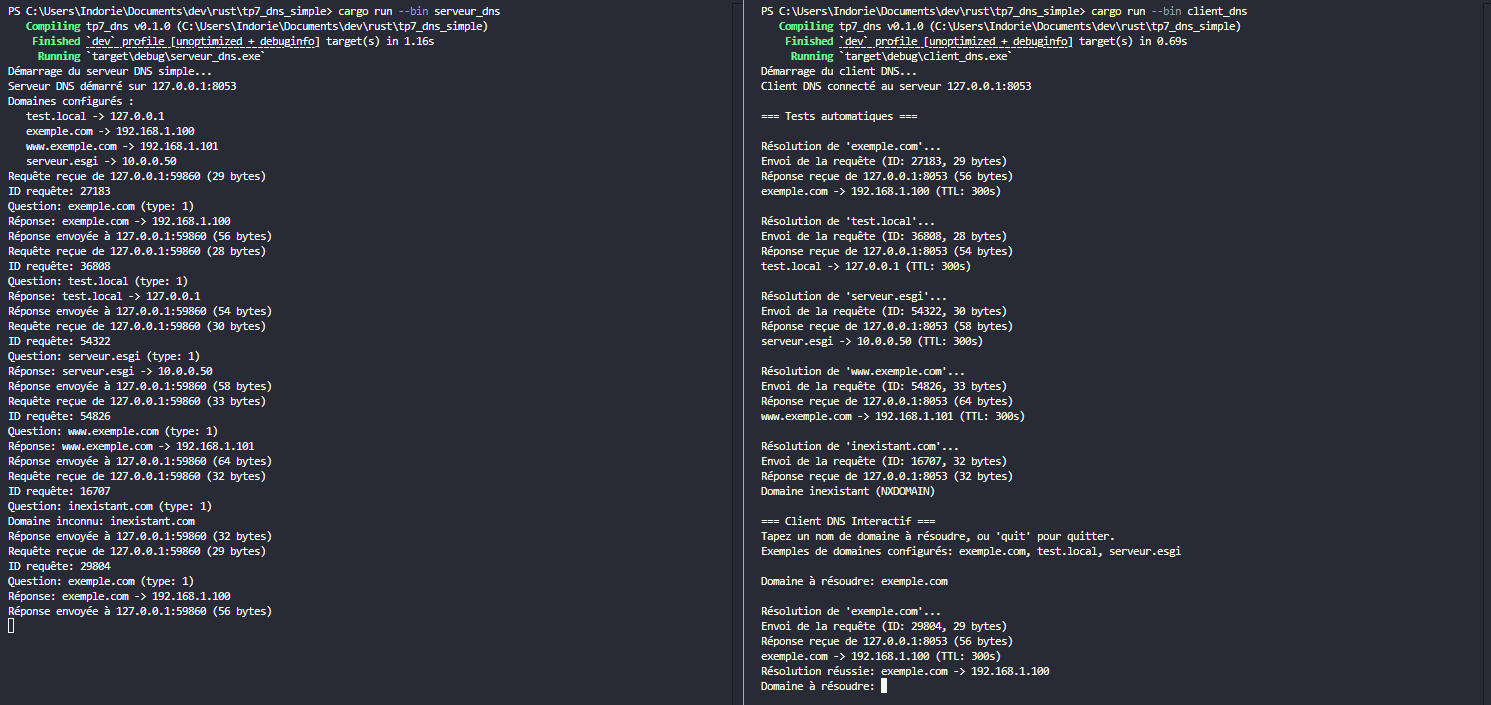 PS C:\Users\Indorie\Documents\dev\rust\tp7_dns_simple> cargo run --bin serveur_dns
Compiling tp7_dns v0.1.0 (C:\Users\Indorie\Documents\dev\rust\tp7_dns_simple)
Finished `dev` profile [unoptimized + debuginfo] target(s) in 1.16s
Running `target\debug\serveur_dns.exe`
Démarrage du serveur DNS simple...
Serveur DNS démarré sur 127.0.0.1:8053
Domaines configurés :
test.local -> 127.0.0.1
exemple.com -> 192.168.1.100
www.exemple.com -> 192.168.1.101
serveur.esgi -> 10.0.0.50
Requête reçue de 127.0.0.1:59860 (29 bytes)
ID requête: 27183
Question: exemple.com (type: 1)
Réponse: exemple.com -> 192.168.1.100
Réponse envoyée à 127.0.0.1:59860 (56 bytes)
Requête reçue de 127.0.0.1:59860 (28 bytes)
ID requête: 36808
Question: test.local (type: 1)
Réponse: test.local -> 127.0.0.1
Réponse envoyée à 127.0.0.1:59860 (54 bytes)
Requête reçue de 127.0.0.1:59860 (30 bytes)
ID requête: 54322
Question: serveur.esgi (type: 1)
Réponse: serveur.esgi -> 10.0.0.50
Réponse envoyée à 127.0.0.1:59860 (58 bytes)
Requête reçue de 127.0.0.1:59860 (33 bytes)
ID requête: 54826
Question: www.exemple.com (type: 1)
Réponse: www.exemple.com -> 192.168.1.101
Réponse envoyée à 127.0.0.1:59860 (64 bytes)
Requête reçue de 127.0.0.1:59860 (32 bytes)
ID requête: 16707
Question: inexistant.com (type: 1)
Domaine inconnu: inexistant.com
Réponse envoyée à 127.0.0.1:59860 (32 bytes)
Requête reçue de 127.0.0.1:59860 (29 bytes)
ID requête: 29804
Question: exemple.com (type: 1)
Réponse: exemple.com -> 192.168.1.100
Réponse envoyée à 127.0.0.1:59860 (56 bytes)
PS C:\Users\Indorie\Documents\dev\rust\tp7_dns_simple> cargo run --bin client_dns
Compiling tp7_dns v0.1.0 (C:\Users\Indorie\Documents\dev\rust\tp7_dns_simple)
Finished `dev` profile [unoptimized + debuginfo] target(s) in 0.69s
Running `target\debug\client_dns.exe`
Démarrage du client DNS...
Client DNS connecté au serveur 127.0.0.1:8053
=== Tests automatiques ===
Résolution de 'exemple.com'...
Envoi de la requête (ID: 27183, 29 bytes)
Réponse reçue de 127.0.0.1:8053 (56 bytes)
exemple.com -> 192.168.1.100 (TTL: 300s)
Résolution de 'test.local'...
Envoi de la requête (ID: 36808, 28 bytes)
Réponse reçue de 127.0.0.1:8053 (54 bytes)
test.local -> 127.0.0.1 (TTL: 300s)
Résolution de 'serveur.esgi'...
Envoi de la requête (ID: 54322, 30 bytes)
Réponse reçue de 127.0.0.1:8053 (58 bytes)
serveur.esgi -> 10.0.0.50 (TTL: 300s)
Résolution de 'www.exemple.com'...
Envoi de la requête (ID: 54826, 33 bytes)
Réponse reçue de 127.0.0.1:8053 (64 bytes)
www.exemple.com -> 192.168.1.101 (TTL: 300s)
Résolution de 'inexistant.com'...
Envoi de la requête (ID: 16707, 32 bytes)
Réponse reçue de 127.0.0.1:8053 (32 bytes)
Domaine inexistant (NXDOMAIN)
=== Client DNS Interactif ===
Tapez un nom de domaine à résoudre, ou 'quit' pour quitter.
Exemples de domaines configurés: exemple.com, test.local, serveur.esgi
Domaine à résoudre: exemple.com
Résolution de 'exemple.com'...
Envoi de la requête (ID: 29804, 29 bytes)
Réponse reçue de 127.0.0.1:8053 (56 bytes)
exemple.com -> 192.168.1.100 (TTL: 300s)
Résolution réussie: exemple.com -> 192.168.1.100
Domaine à résoudre: